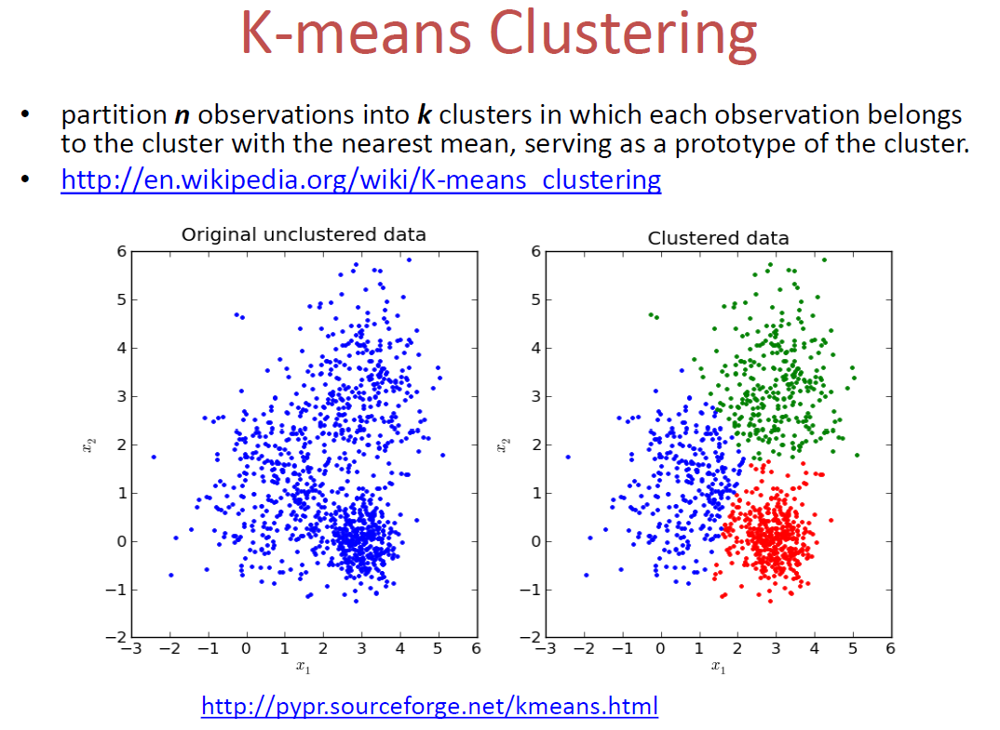 K-means Clustering
• partition n observations into k clusters in which each observation belongs
to the cluster with the nearest mean, serving as a prototype of the cluster.
• http://en.wikipedia.org/wiki/K-means_clustering
Original unclustered data
Clustered data
6
5
4
3
2
1
0
−1
−2
x2
−3 −2 −1 0 1 2 3 4 5 6
x1
6
5
4
3
2
1
0
−1
−2
x2
−3 −2 −1 0 1 2 3 4 5 6
x1
http://pypr.sourceforge.net/kmeans.html